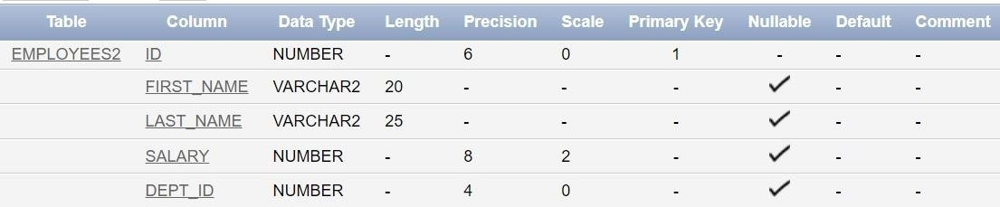 Table Column Data Type Length Precision Scale Primary Key Nullable Default Comment
EMPLOYEES2 ID NUMBER - 6 0 1 - - -
FIRST_NAME VARCHAR2 20 - - - ✓ - -
LAST_NAME VARCHAR2 25 - - - ✓ - -
SALARY NUMBER - 8 2 - ✓ - -
DEPT_ID NUMBER - 4 0 - ✓ - -